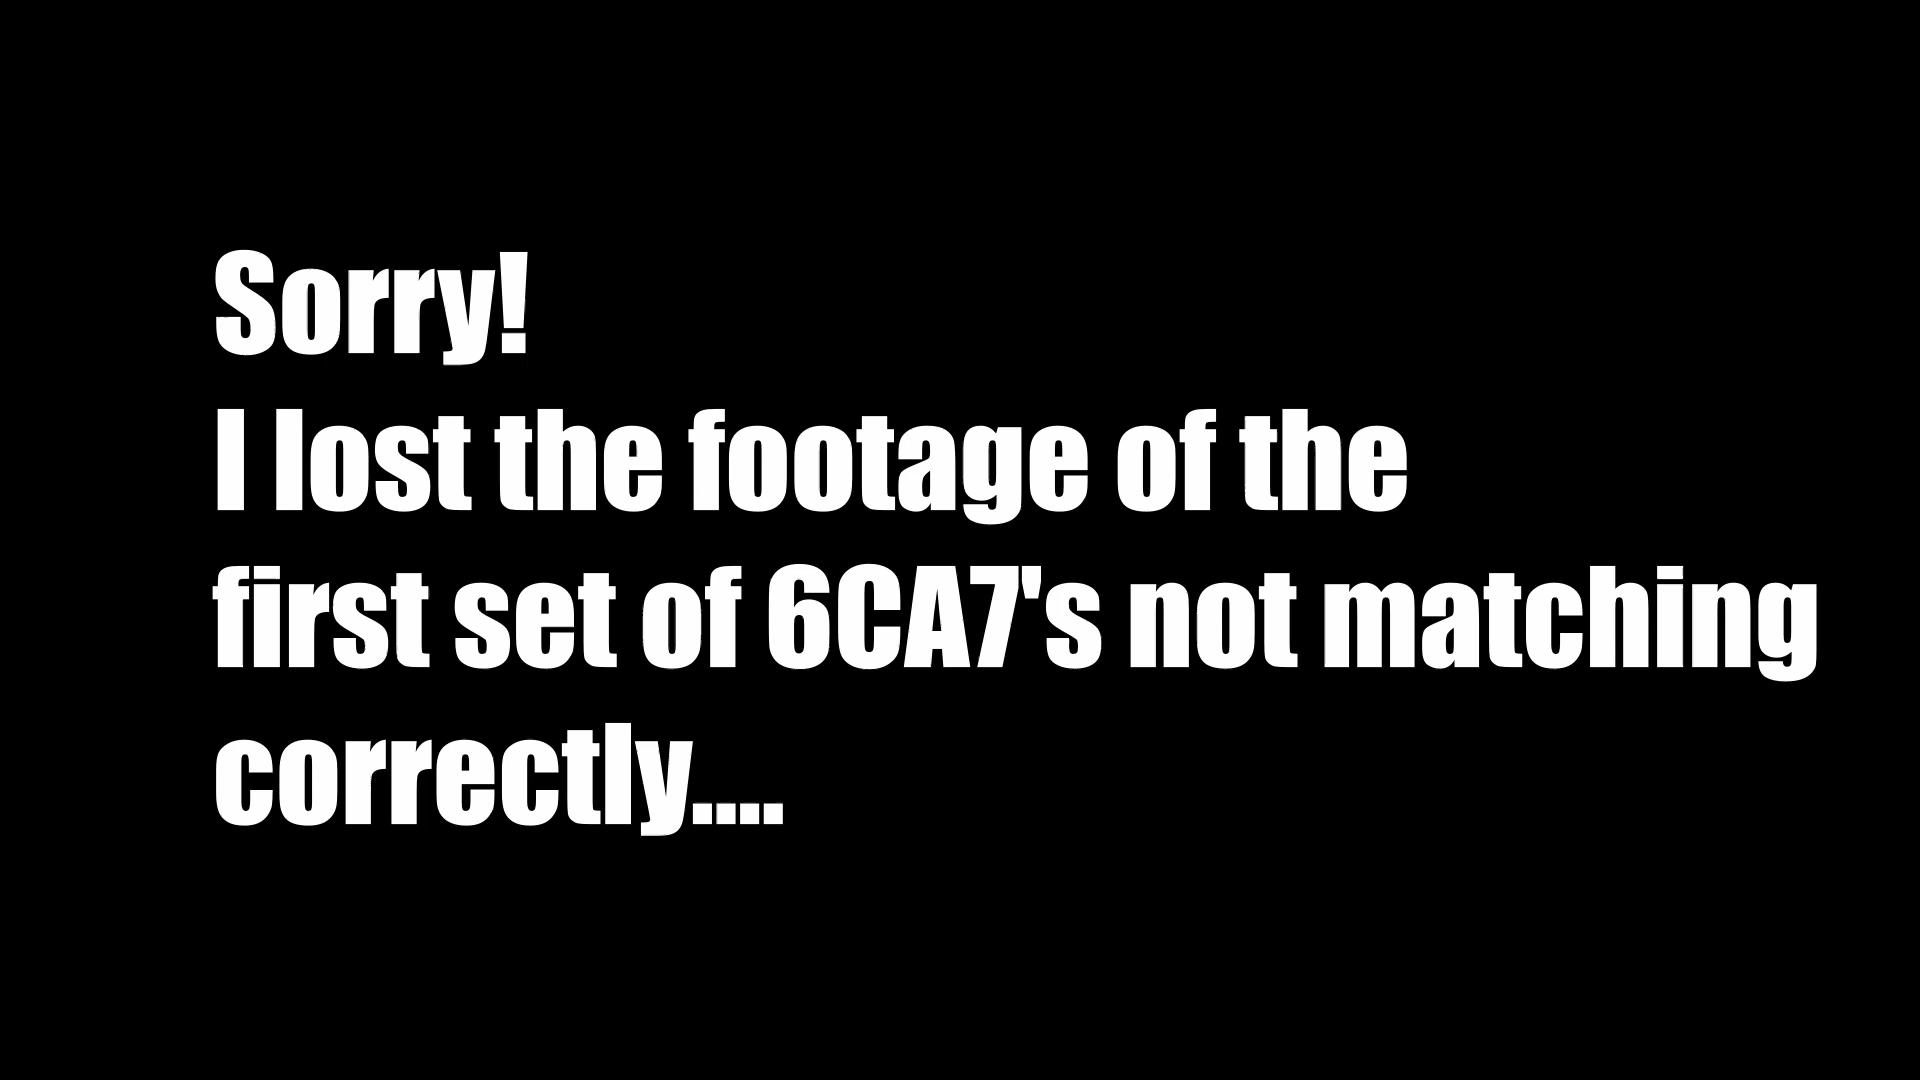 Sorry!
I lost the footage of the
first set of 6CA7's not matching
correctly....